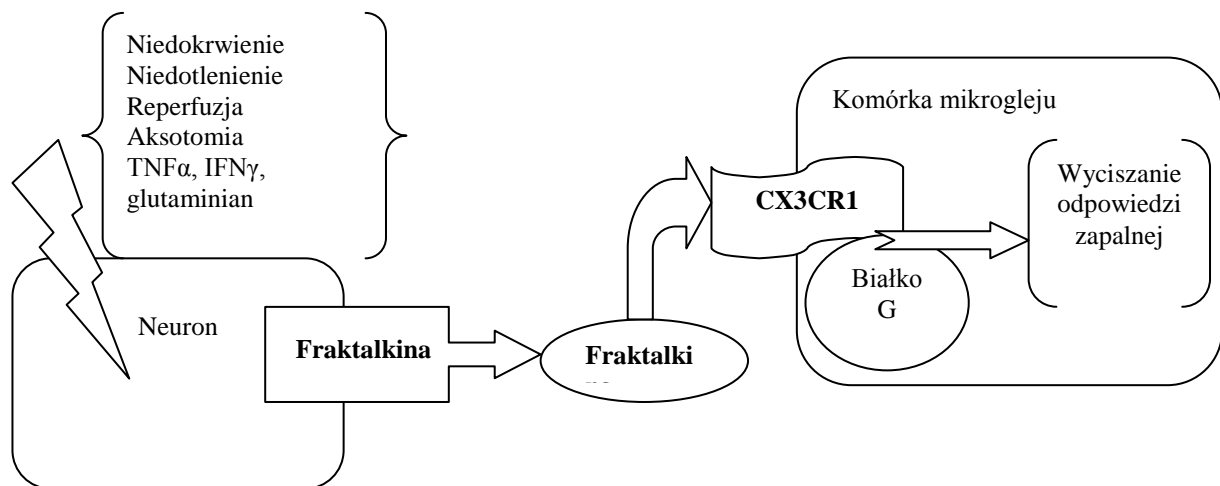 Niedokrwienie
Niedotlenienie
Reperfuzja
Aksotomia
TNFα, IFNγ,
glutaminian
Neuron
Fraktalkina
Fraktalki
Komórka mikrogleju
CX3CR1
Białko
G
Wyciszanie
odpowiedzi
zapalnej